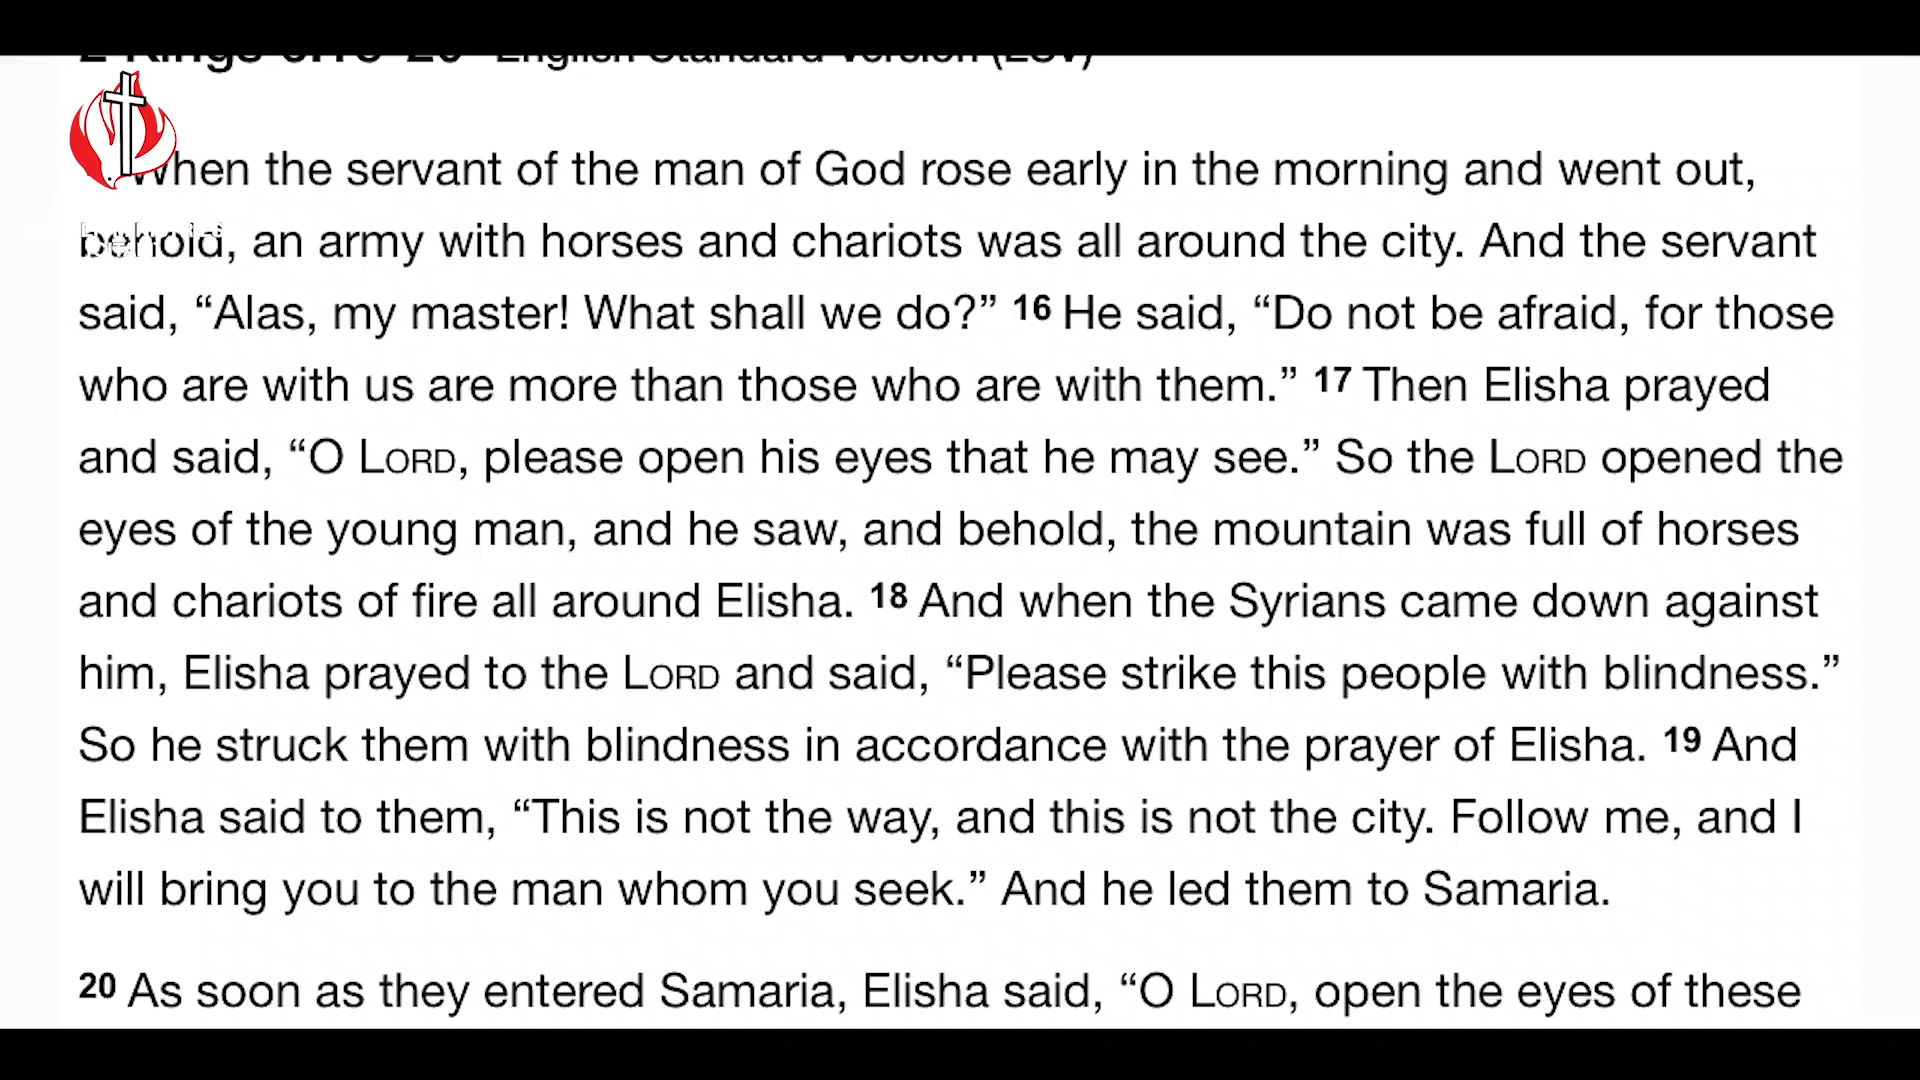 2 Kings 6:15–20 English Standard Version (ESV)
When the servant of the man of God rose early in the morning and went out,
behold, an army with horses and chariots was all around the city. And the servant
said, “Alas, my master! What shall we do?” 16 He said, “Do not be afraid, for those
who are with us are more than those who are with them.” 17 Then Elisha prayed
and said, “O LORD, please open his eyes that he may see.” So the LORD opened the
eyes of the young man, and he saw, and behold, the mountain was full of horses
and chariots of fire all around Elisha. 18 And when the Syrians came down against
him, Elisha prayed to the LORD and said, “Please strike this people with blindness.”
So he struck them with blindness in accordance with the prayer of Elisha. 19 And
Elisha said to them, “This is not the way, and this is not the city. Follow me, and I
will bring you to the man whom you seek.” And he led them to Samaria.
20 As soon as they entered Samaria, Elisha said, “O LORD, open the eyes of these